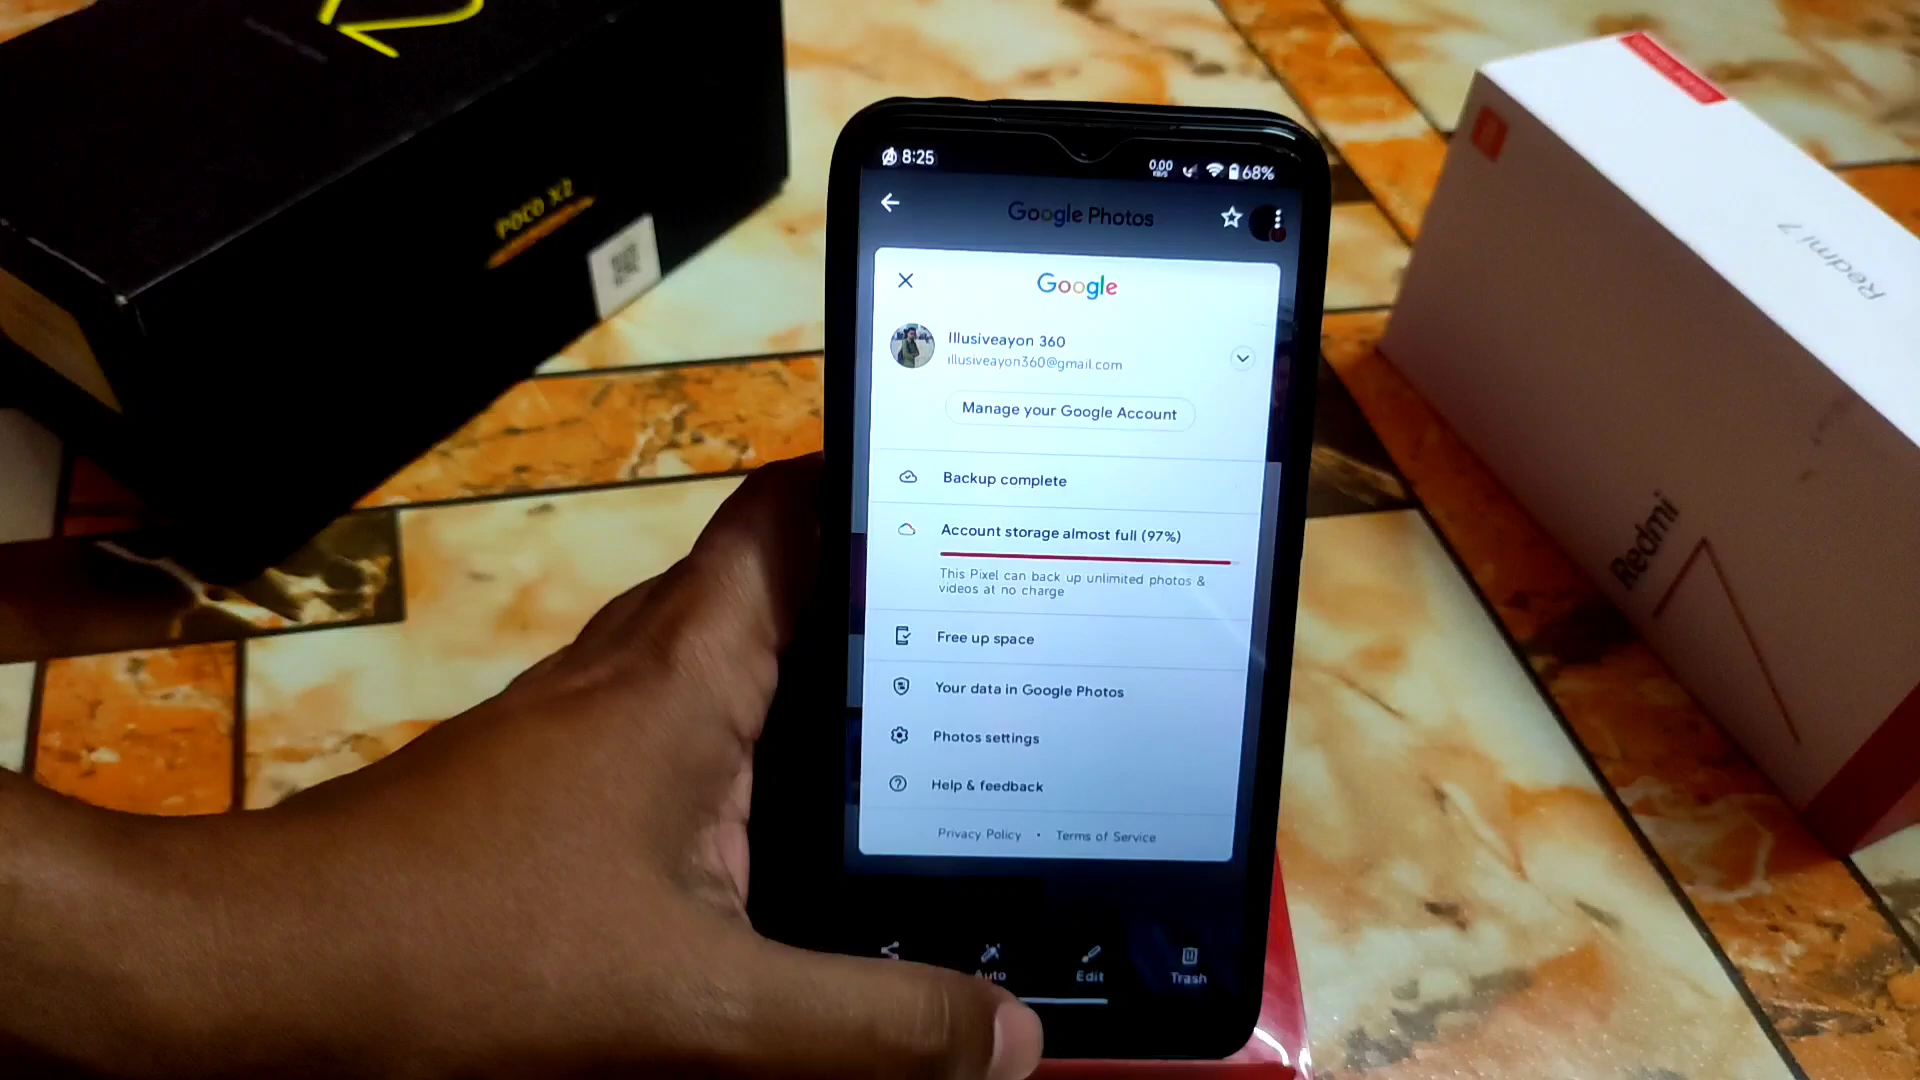 POCO X2
Redmi 7
Redmi
7
8:25
0.00
68%
Google Photos
Google
Illusiveayon 360
illusiveayon360@gmail.com
Manage your Google Account
Backup complete
Account storage almost full (97%)
This Pixel can back up unlimited photos &
videos at no charge
Free up space
Your data in Google Photos
Photos settings
Help & feedback
Privacy Policy • Terms of Service
Auto
Edit
Trash